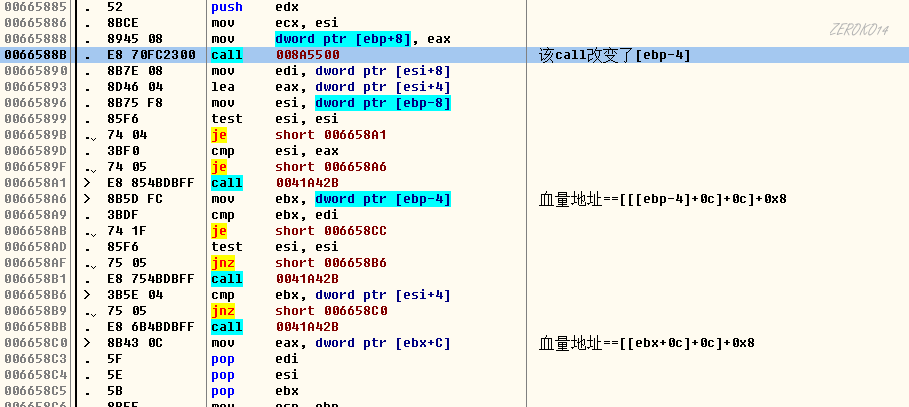 ZEROK014
00665885 . 52 push edx
00665886 . 8BCE mov ecx, esi
00665888 . 8945 08 mov dword ptr [ebp+8], eax
0066588B . E8 70FC2300 call 008A5500 该call改变了[ebp-4]
00665890 . 8B7E 08 mov edi, dword ptr [esi+8]
00665893 . 8D46 04 lea eax, dword ptr [esi+4]
00665896 . 8B75 F8 mov esi, dword ptr [ebp-8]
00665899 . 85F6 test esi, esi
0066589B . 74 04 je short 006658A1
0066589D . 3BF0 cmp esi, eax
0066589F . 74 05 je short 006658A6
006658A1 > E8 854BDBFF call 0041A42B
006658A6 > 8B5D FC mov ebx, dword ptr [ebp-4] 血量地址==[[[ebp-4]+0c]+0c]+0x8
006658A9 . 3BDF cmp ebx, edi
006658AB . 74 1F je short 006658CC
006658AD . 85F6 test esi, esi
006658AF . 75 05 jnz short 006658B6
006658B1 . E8 754BDBFF call 0041A42B
006658B6 > 3B5E 04 cmp ebx, dword ptr [esi+4]
006658B9 . 75 05 jnz short 006658C0
006658BB . E8 6B4BDBFF call 0041A42B
006658C0 > 8B43 0C mov eax, dword ptr [ebx+C] 血量地址==[[ebx+0c]+0c]+0x8
006658C3 . 5F pop edi
006658C4 . 5E pop esi
006658C5 . 5B pop ebx